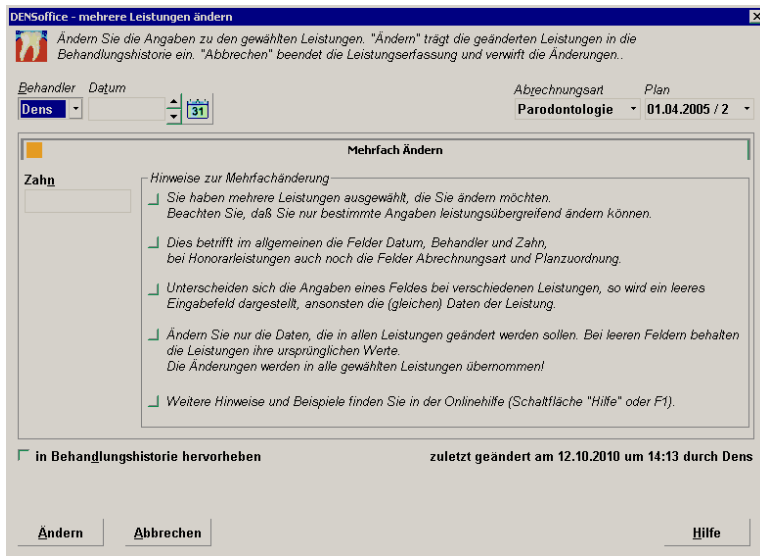 DENSoffice - mehrere Leistungen ändern
Ändern Sie die Angaben zu den gewählten Leistungen. "Ändern" trägt die geänderten Leistungen in die
Behandlungshistorie ein. "Abbrechen" beendet die Leistungserfassung und verwirft die Änderungen..
Behandler Datum Abrechnungsart Plan
Dens 31 Parodontologie 01.04.2005 / 2
Mehrfach Ändern
Zahn
Hinweise zur Mehrfachänderung
Sie haben mehrere Leistungen ausgewählt, die Sie ändern möchten.
Beachten Sie, daß Sie nur bestimmte Angaben leistungsübergreifend ändern können.
Dies betrifft im allgemeinen die Felder Datum, Behandler und Zahn,
bei Honorarleistungen auch noch die Felder Abrechnungsart und Planzuordnung.
Unterscheiden sich die Angaben eines Feldes bei verschiedenen Leistungen, so wird ein leeres
Eingabefeld dargestellt, ansonsten die (gleichen) Daten der Leistung.
Ändern Sie nur die Daten, die in allen Leistungen geändert werden sollen. Bei leeren Feldern behalten
die Leistungen ihre ursprünglichen Werte.
Die Änderungen werden in alle gewählten Leistungen übernommen!
Weitere Hinweise und Beispiele finden Sie in der Onlinehilfe (Schaltfläche "Hilfe" oder F1).
in Behandlungshistorie hervorheben zuletzt geändert am 12.10.2010 um 14:13 durch Dens
Ändern Abbrechen Hilfe